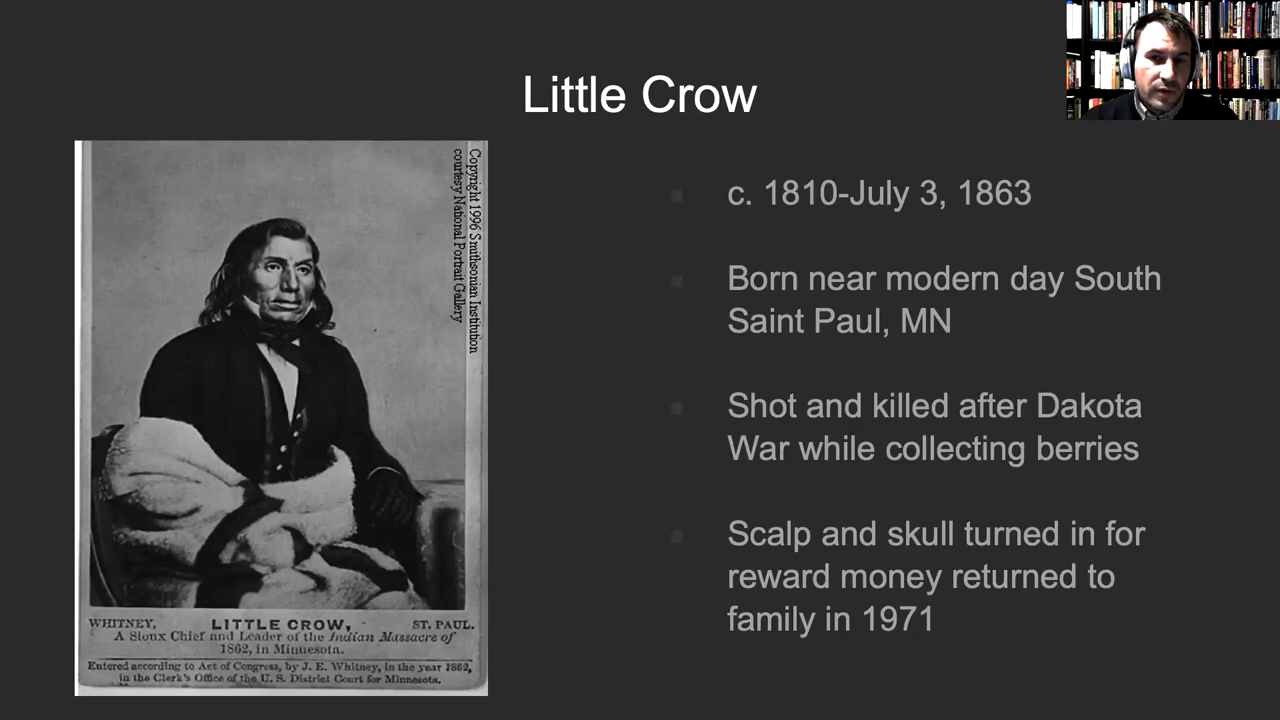 Little Crow
Copyright 1996 Smithsonian Institution
courtesy National Portrait Gallery
WHITNEY, LITTLE CROW, ST. PAUL.
A Sioux Chief and Leader of the Indian Massacre of
1862, in Minnesota.
Entered according to Act of Congress, by J. E. Whitney, in the year 1862,
in the Clerk's Office of the U. S. District Court for Minnesota.
c. 1810-July 3, 1863
Born near modern day South
Saint Paul, MN
Shot and killed after Dakota
War while collecting berries
Scalp and skull turned in for
reward money returned to
family in 1971